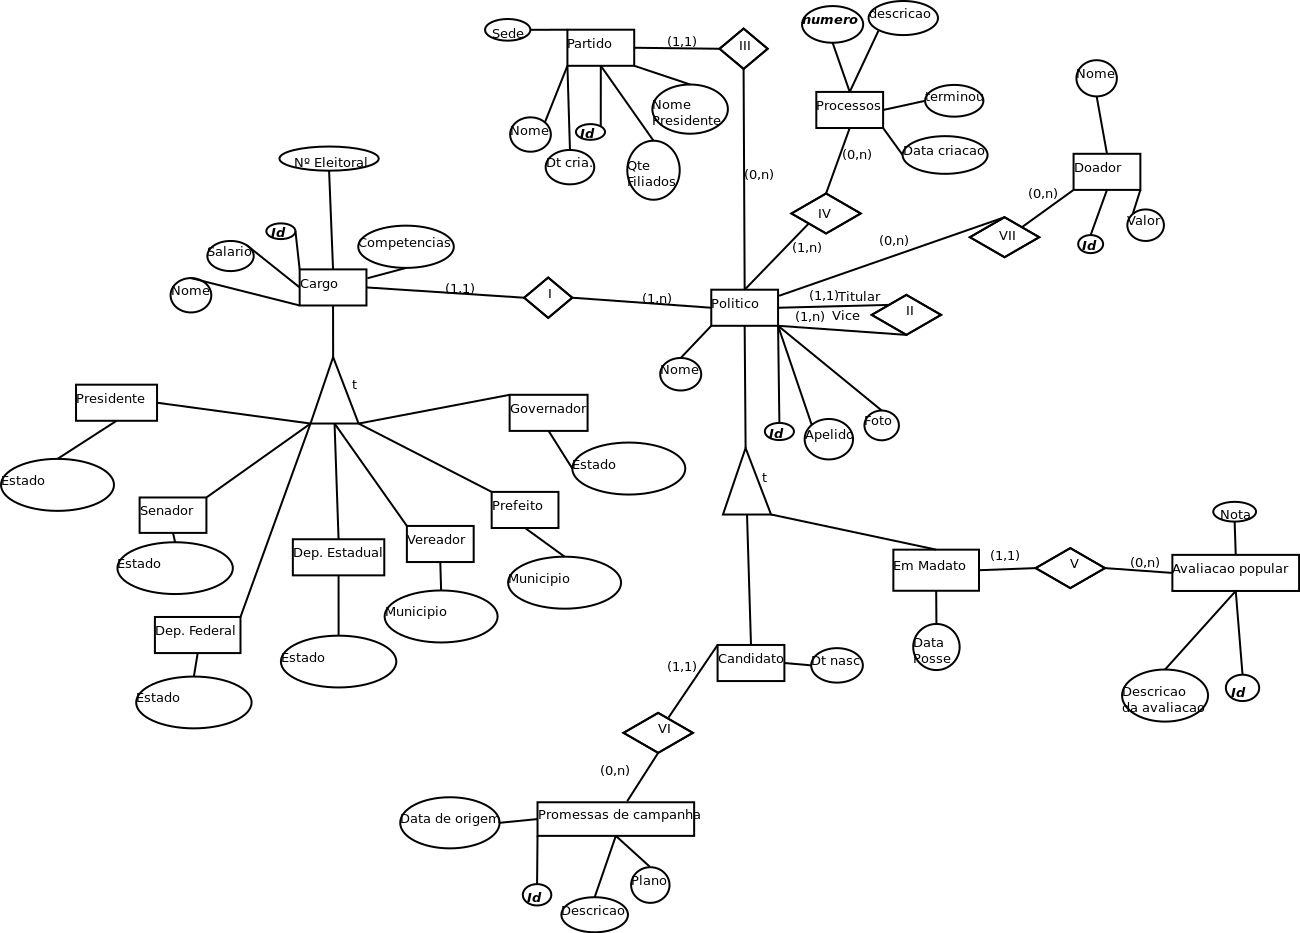 descricao
numero
Sede
Partido
(1,1)
III
Nome
terminou
Processos
Nome
Presidente
Nome
Id
Data criacao
(0,n)
Dt cria.
Qte
Filiados
Nº Eleitoral
(0,n)
Doador
(0,n)
IV
Valor
Id
Id
VII
Competencias
(0,n)
(1,n)
Salario
Cargo
Nome
(1,1)
I
(1,n)
Politico
(1,1)Titular
(1,n) Vice
II
Nome
t
Presidente
Governador
Foto
Id
Apelido
Estado
Estado
t
Senador
Prefeito
Nota
Vereador
Dep. Estadual
(1,1)
V
(0,n)
Estado
Em Madato
Avaliacao popular
Municipio
Municipio
Dep. Federal
Data
Posse
Estado
(1,1)
Candidato
Dt nasc
Estado
Descricao
da avaliacao
Id
VI
(0,n)
Data de origem
Promessas de campanha
Plano
Id
Descricao